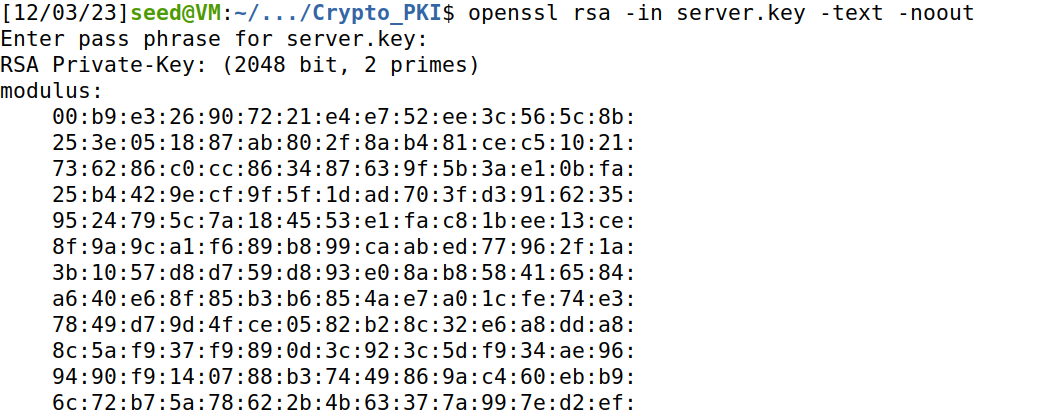 [12/03/23]seed@VM:~/.../Crypto_PKI$ openssl rsa -in server.key -text -noout
Enter pass phrase for server.key:
RSA Private-Key: (2048 bit, 2 primes)
modulus:
00:b9:e3:26:90:72:21:e4:e7:52:ee:3c:56:5c:8b:
25:3e:05:18:87:ab:80:2f:8a:b4:81:ce:c5:10:21:
73:62:86:c0:cc:86:34:87:63:9f:5b:3a:e1:0b:fa:
25:b4:42:9e:cf:9f:5f:1d:ad:70:3f:d3:91:62:35:
95:24:79:5c:7a:18:45:53:e1:fa:c8:1b:ee:13:ce:
8f:9a:9c:a1:f6:89:b8:99:ca:ab:ed:77:96:2f:1a:
3b:10:57:d8:d7:59:d8:93:e0:8a:b8:58:41:65:84:
a6:40:e6:8f:85:b3:b6:85:4a:e7:a0:1c:fe:74:e3:
78:49:d7:9d:4f:ce:05:82:b2:8c:32:e6:a8:dd:a8:
8c:5a:f9:37:f9:89:0d:3c:92:3c:5d:f9:34:ae:96:
94:90:f9:14:07:88:b3:74:49:86:9a:c4:60:eb:b9:
6c:72:b7:5a:78:62:2b:4b:63:37:7a:99:7e:d2:ef: